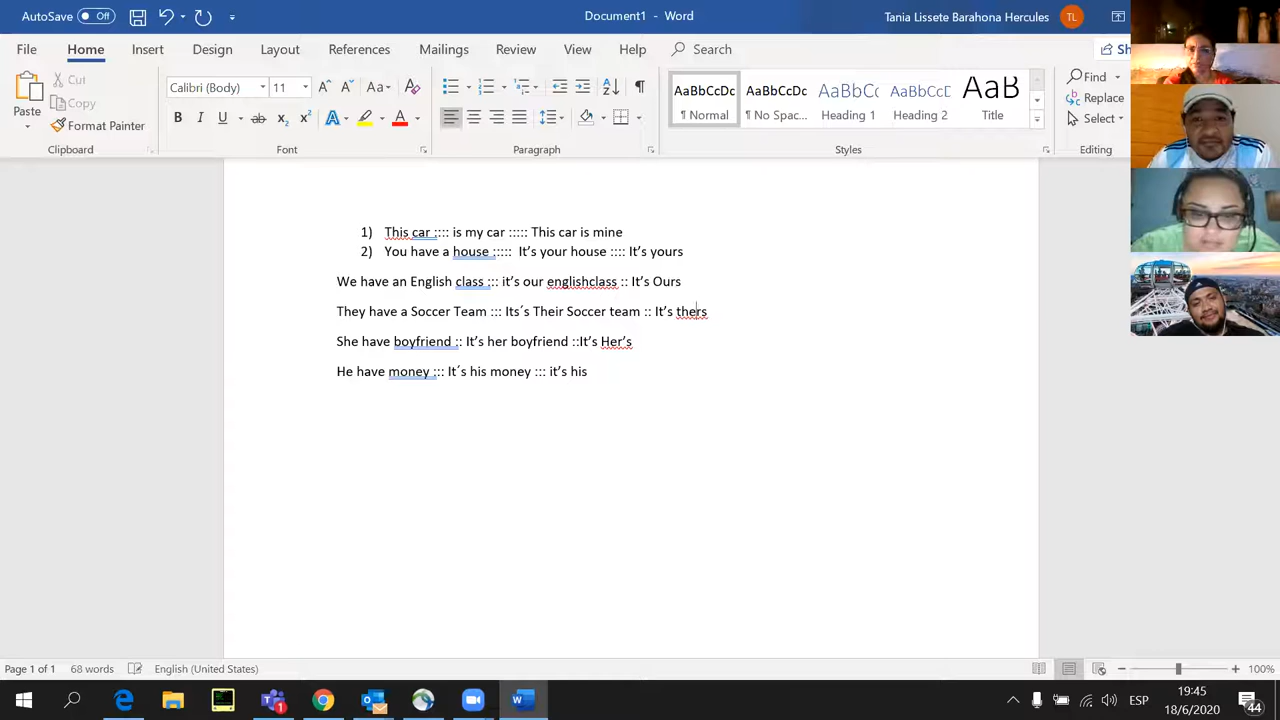 AutoSave Off
Document1 - Word
Tania Lissete Barahona Hercules TL
File Home Insert Design Layout References Mailings Review View Help Search Sh
Paste Cut Copy Format Painter
Calibri (Body) 11 Aa
B I U ab x₂ x² A A
AaBbCcDc AaBbCcDc AaBbCc AaBbCcD AaB
¶ Normal ¶ No Spac... Heading 1 Heading 2 Title
Find Replace Select
Clipboard Font Paragraph Styles Editing
1) This car :::: is my car ::::: This car is mine
2) You have a house ::::: It’s your house :::: It’s yours
We have an English class ::: it’s our englishclass :: It’s Ours
They have a Soccer Team ::: Its´s Their Soccer team :: It’s thers
She have boyfriend :: It’s her boyfriend ::It’s Her’s
He have money ::: It´s his money ::: it’s his
Page 1 of 1 68 words English (United States) 100%
ESP 19:45
18/6/2020 44